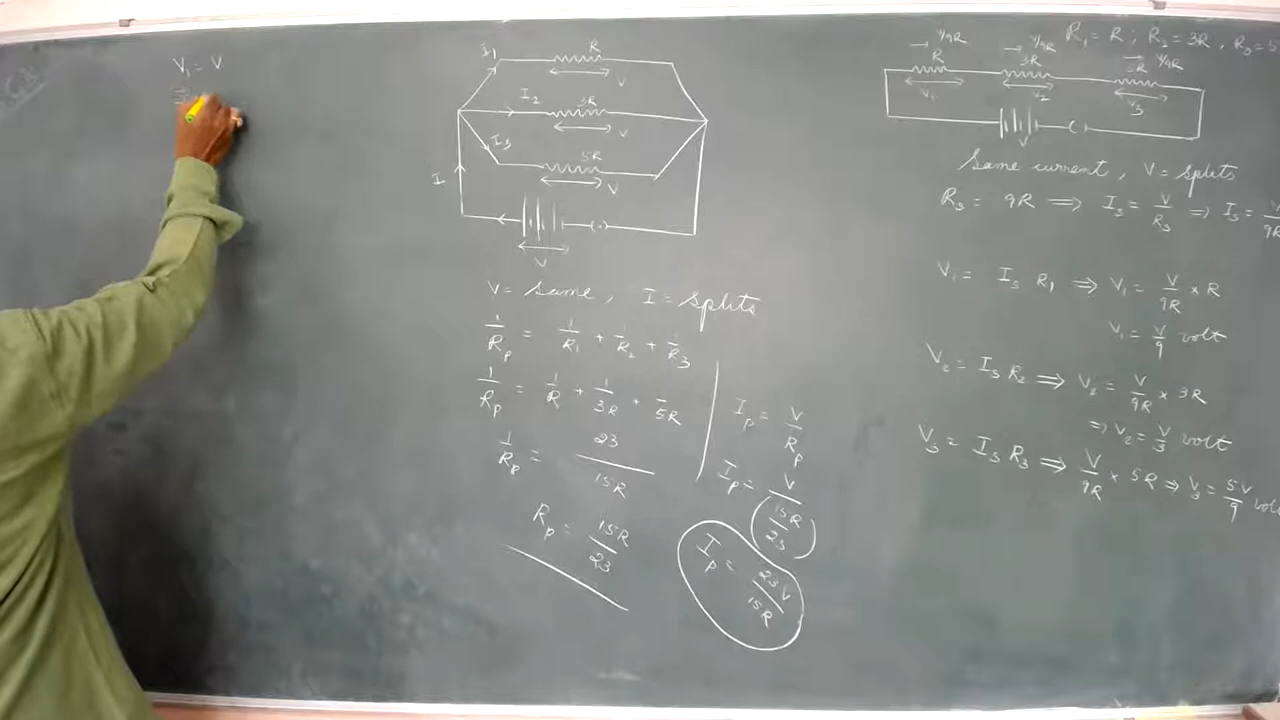 V₁ = V
I₁
R
V
I₂
3R
V
I₃
5R
V
I
V
V = Same, I = Splits
1/Rp = 1/R₁ + 1/R₂ + 1/R₃
1/Rp = 1/R + 1/3R + 1/5R
1/Rp = 23/15R
Rp = 15R/23
Ip = V/Rp
Ip = V/(15R/23)
Ip = 23V/15R
R₁ = R ; R₂ = 3R , R₃ = 5
V/9R
V/9R
V/9R
R
3R
5R
V₁
V₂
V₃
V
Same current, V = splits
Rs = 9R ⟹ Is = V/Rs ⟹ Is = V/9R
V₁ = Is R₁ ⟹ V₁ = V/9R × R
V₁ = V/9 volt
V₂ = Is R₂ ⟹ V₂ = V/9R × 3R
⟹ V₂ = V/3 volt
V₃ = Is R₃ ⟹ V/9R × 5R ⟹ V₃ = 5V/9 volt